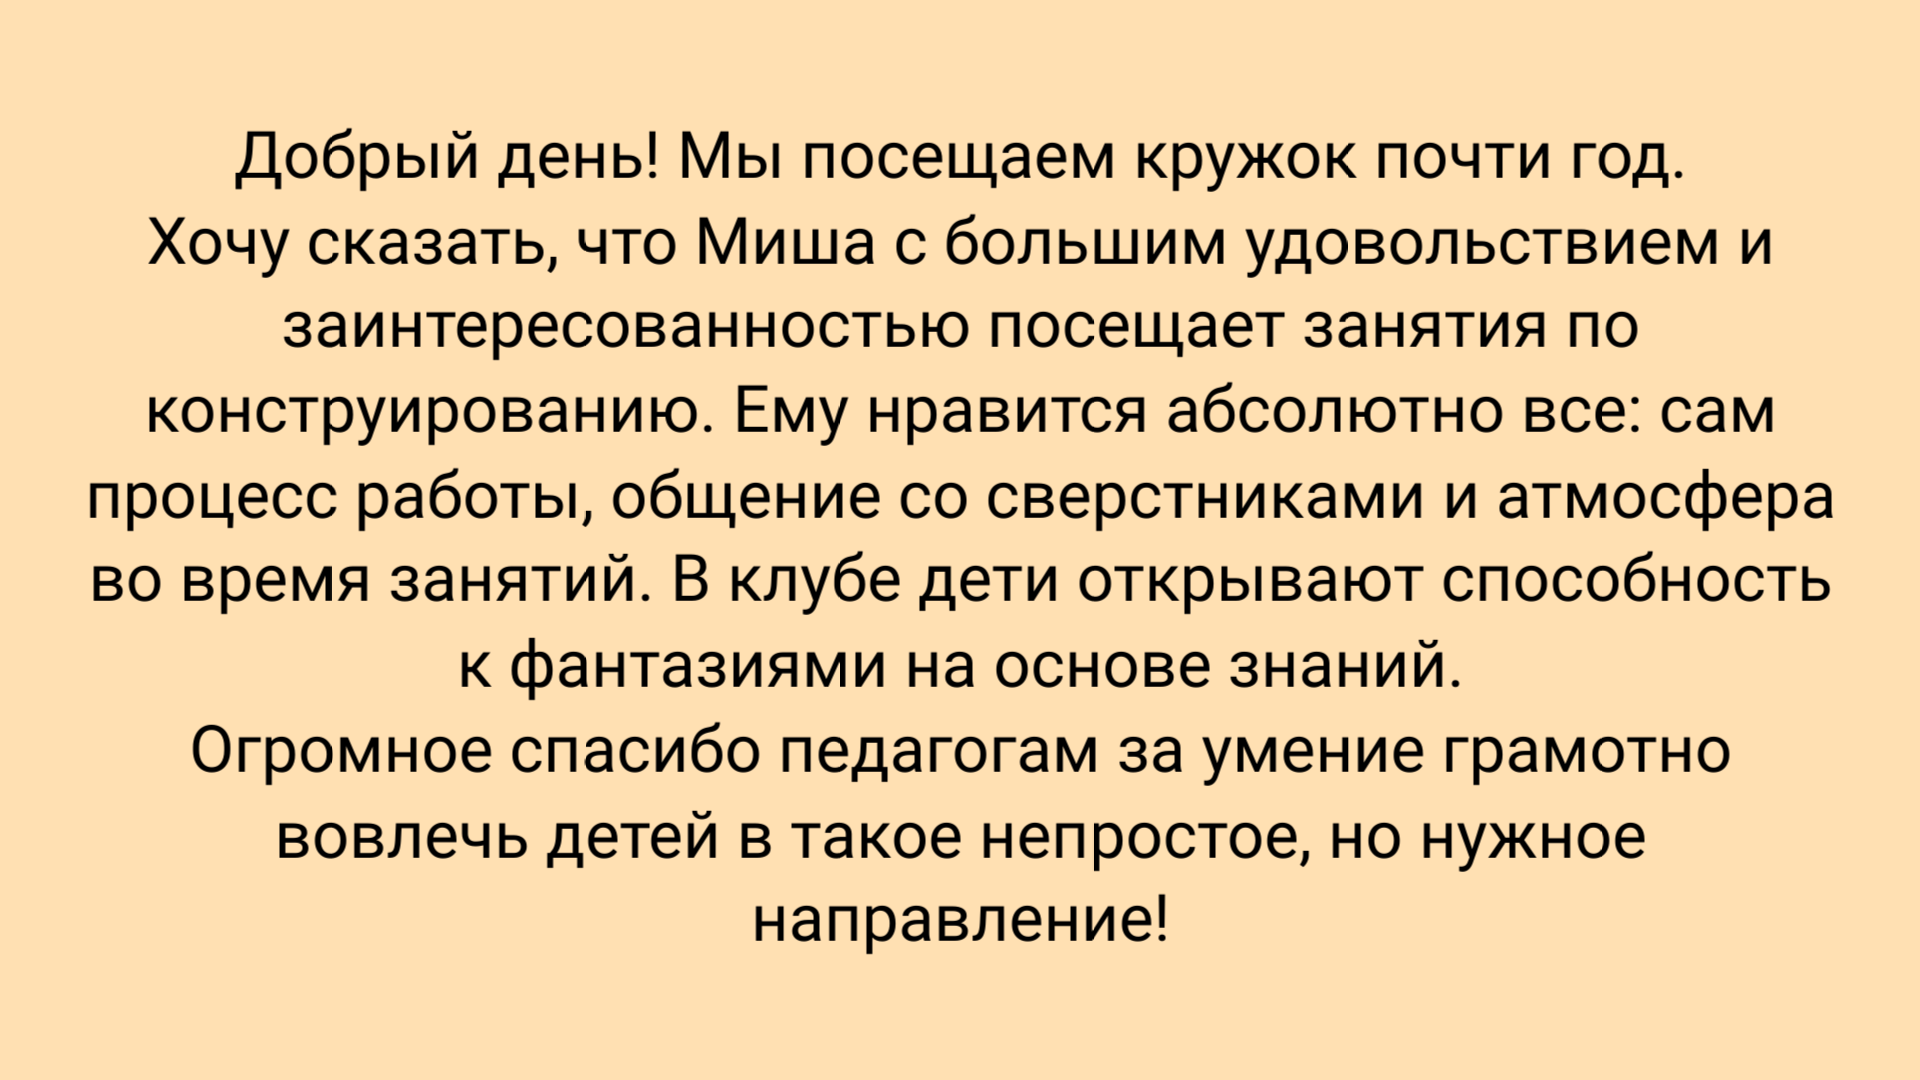 Добрый день! Мы посещаем кружок почти год.
Хочу сказать, что Миша с большим удовольствием и
заинтересованностью посещает занятия по
конструированию. Ему нравится абсолютно все: сам
процесс работы, общение со сверстниками и атмосфера
во время занятий. В клубе дети открывают способность
к фантазиями на основе знаний.
Огромное спасибо педагогам за умение грамотно
вовлечь детей в такое непростое, но нужное
направление!